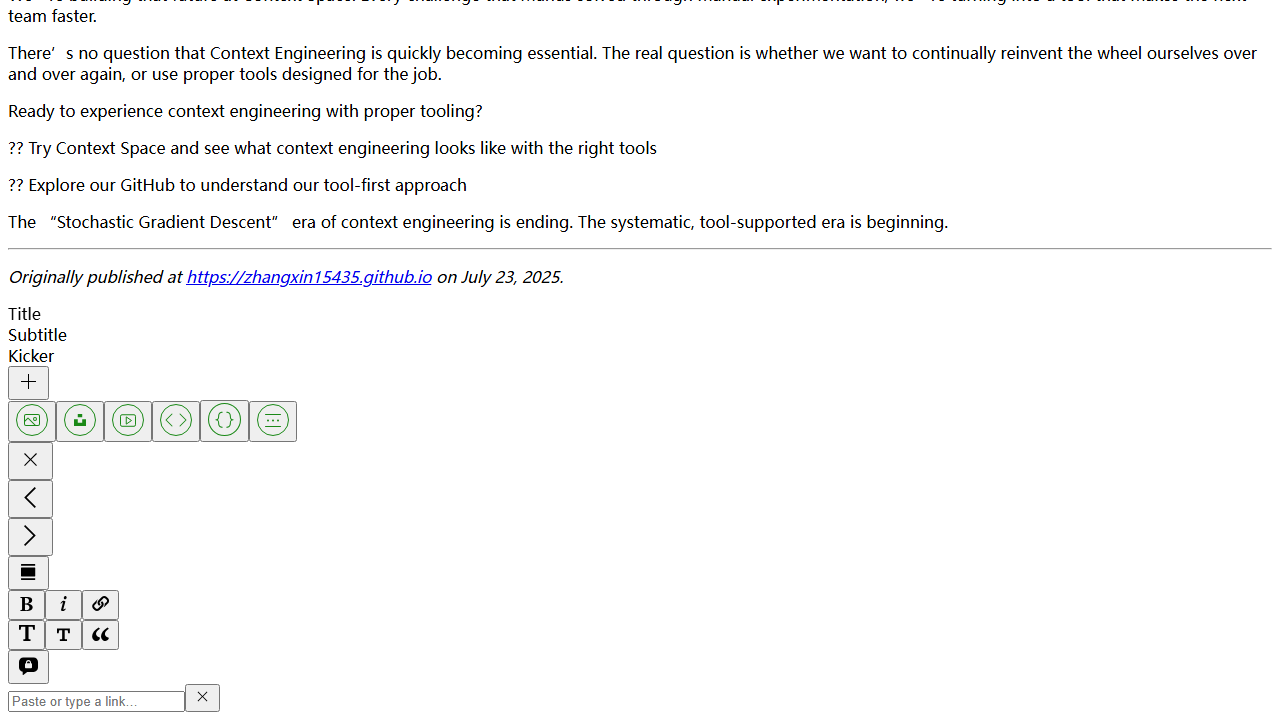 team faster.
There’s no question that Context Engineering is quickly becoming essential. The real question is whether we want to continually reinvent the wheel ourselves over
and over again, or use proper tools designed for the job.
Ready to experience context engineering with proper tooling?
?? Try Context Space and see what context engineering looks like with the right tools
?? Explore our GitHub to understand our tool-first approach
The “Stochastic Gradient Descent” era of context engineering is ending. The systematic, tool-supported era is beginning.
Originally published at https://zhangxin15435.github.io on July 23, 2025.
Title
Subtitle
Kicker
B i
T T “
Paste or type a link…